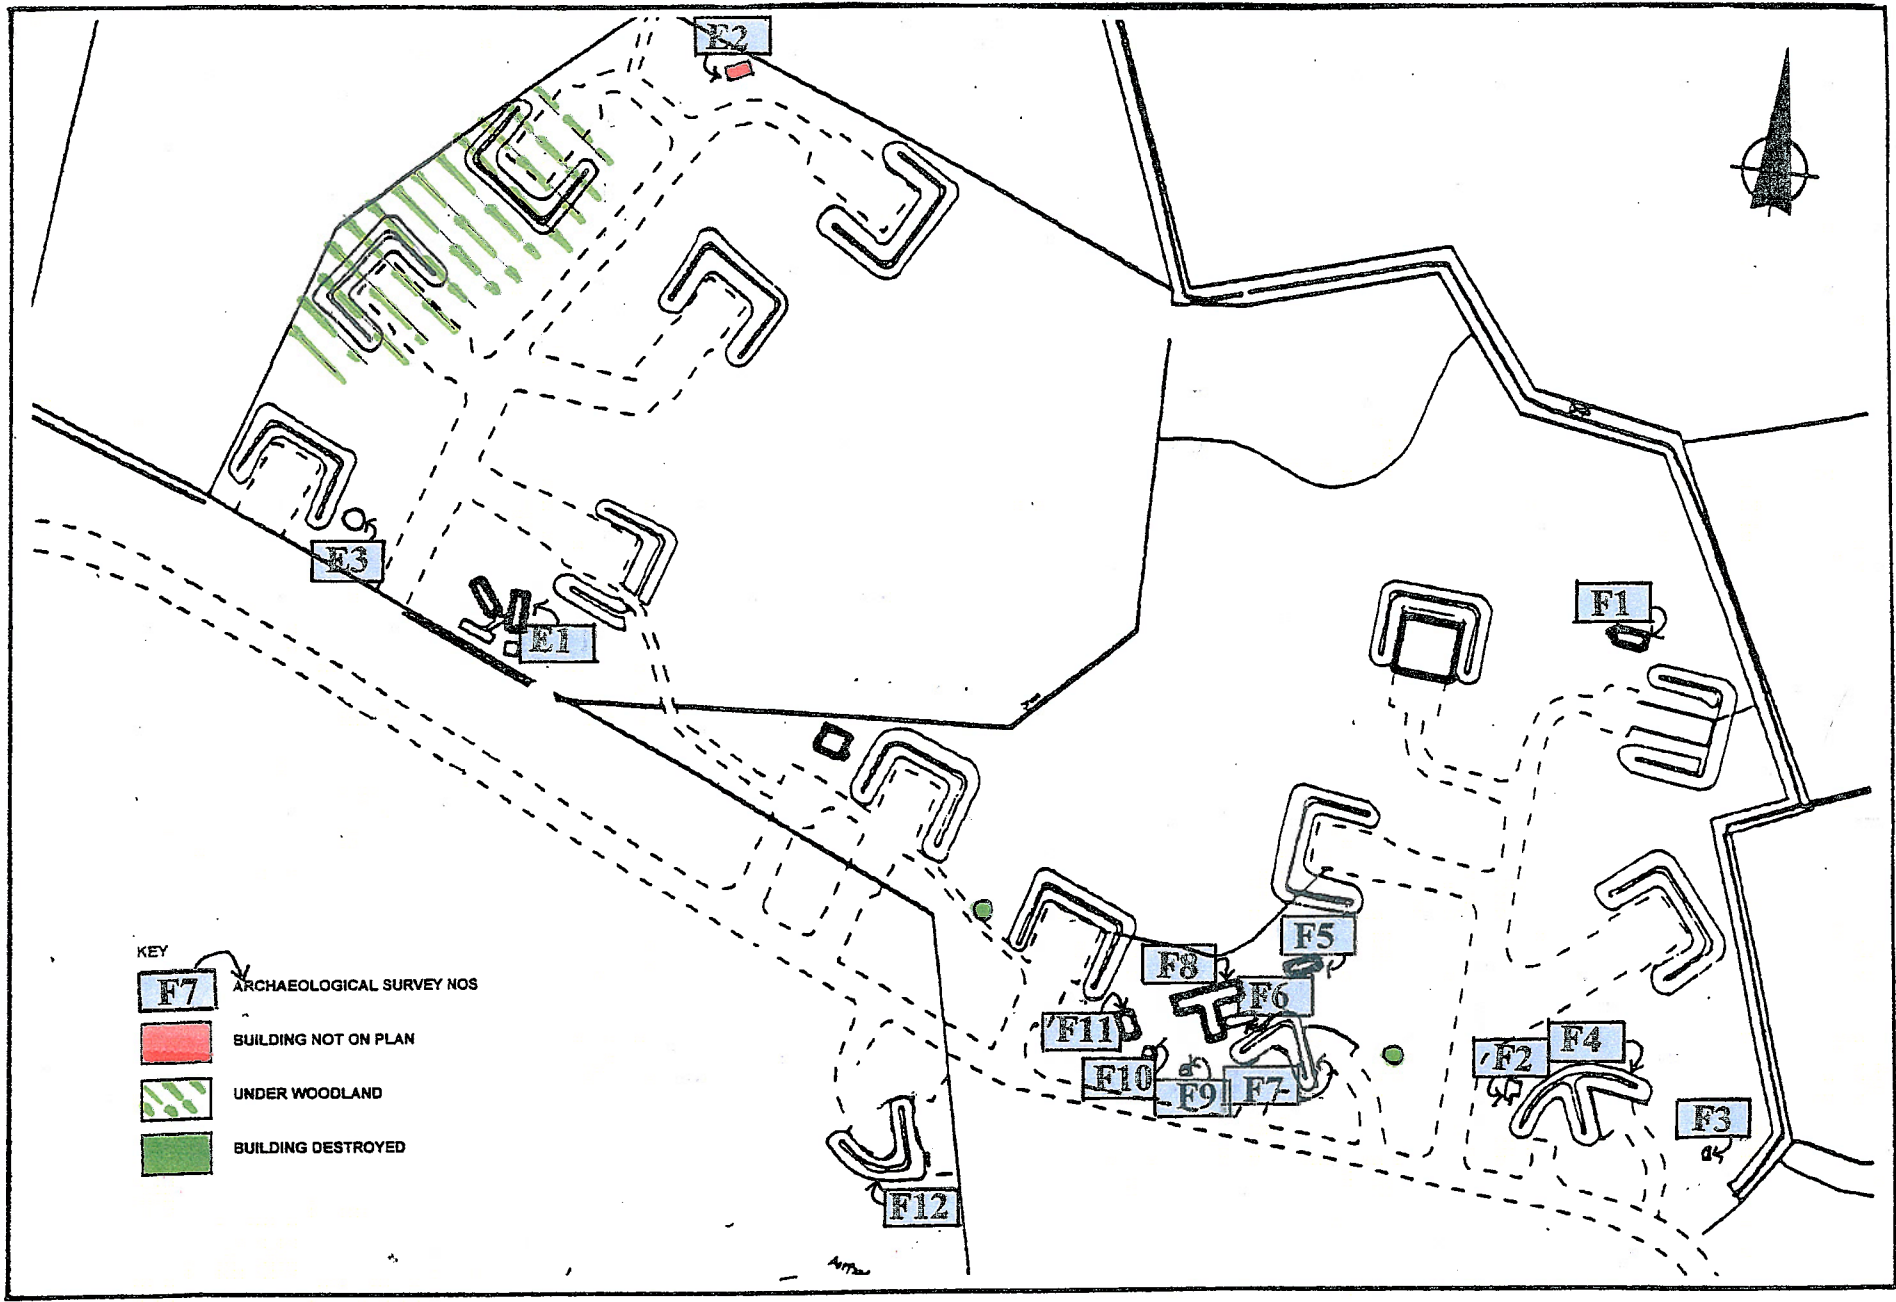 E2
E3
E1
F1
F5
F8
F6
F11
F10
F9
F7
F2
F4
F3
F12
KEY
F7
ARCHAEOLOGICAL SURVEY NOS
BUILDING NOT ON PLAN
UNDER WOODLAND
BUILDING DESTROYED